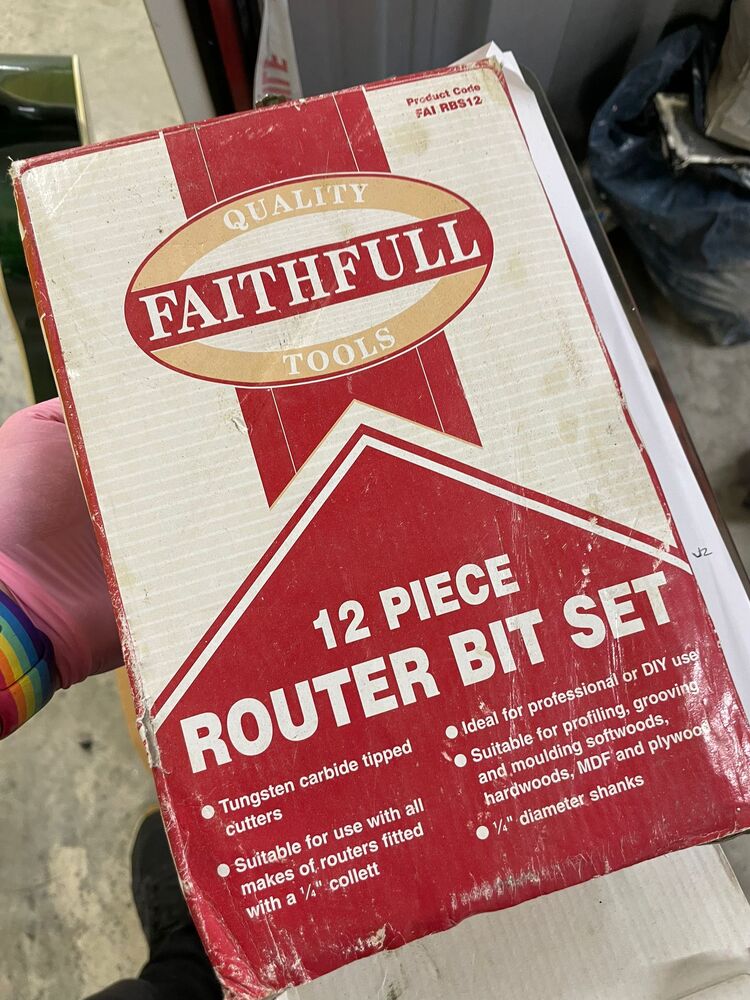 Product Code
FAI RBS12
QUALITY
FAITHFULL
TOOLS
12 PIECE
ROUTER BIT SET
Tungsten carbide tipped
cutters
Suitable for use with all
makes of routers fitted
with a ¼" collett
Ideal for professional or DIY use
Suitable for profiling, grooving
and moulding softwoods,
hardwoods, MDF and plywood
¼" diameter shanks